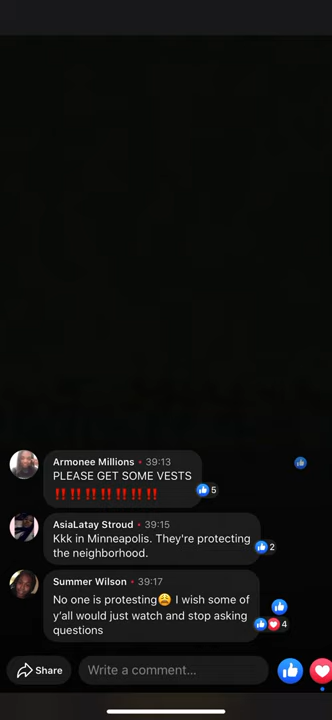 Armonee Millions • 39:13
PLEASE GET SOME VESTS
‼️‼️‼️‼️‼️‼️‼️
5
AsiaLatay Stroud • 39:15
Kkk in Minneapolis. They're protecting
the neighborhood.
2
Summer Wilson • 39:17
No one is protesting😩 I wish some of
y'all would just watch and stop asking
questions
4
Share
Write a comment...